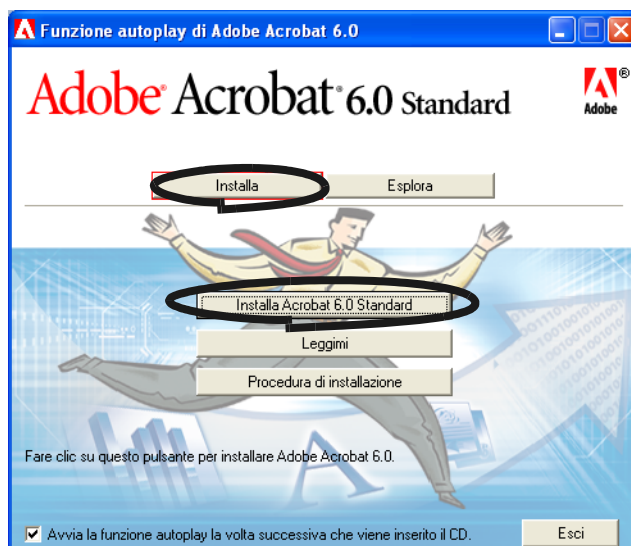 Funzione autoplay di Adobe Acrobat 6.0
Adobe® Acrobat® 6.0 Standard
®
Adobe
Installa Esplora
Installa Acrobat 6.0 Standard
Leggimi
Procedura di installazione
Fare clic su questo pulsante per installare Adobe Acrobat 6.0.
Avvia la funzione autoplay la volta successiva che viene inserito il CD. Esci